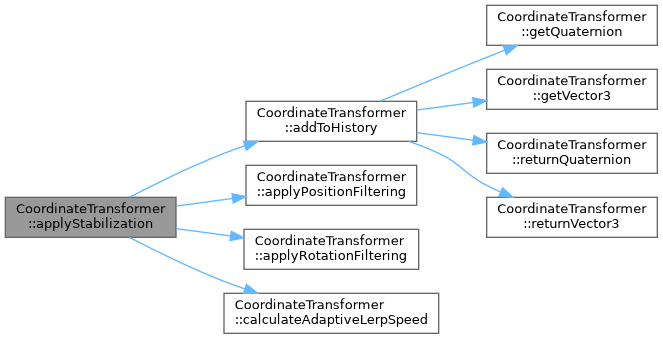 CoordinateTransformer
::applyStabilization
CoordinateTransformer
::addToHistory
CoordinateTransformer
::applyPositionFiltering
CoordinateTransformer
::applyRotationFiltering
CoordinateTransformer
::calculateAdaptiveLerpSpeed
CoordinateTransformer
::getQuaternion
CoordinateTransformer
::getVector3
CoordinateTransformer
::returnQuaternion
CoordinateTransformer
::returnVector3